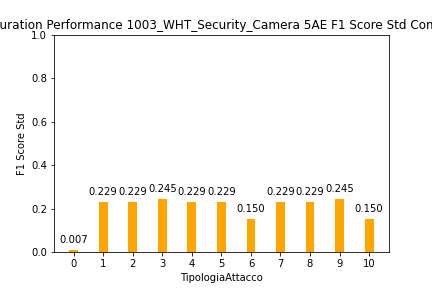 uration Performance 1003_WHT_Security_Camera 5AE F1 Score Std Con
1.0
0.8
0.6
0.4
0.2
0.0
F1 Score Std
0.007 0.229 0.229 0.245 0.229 0.229 0.150 0.229 0.229 0.245 0.150
0 1 2 3 4 5 6 7 8 9 10
TipologiaAttacco